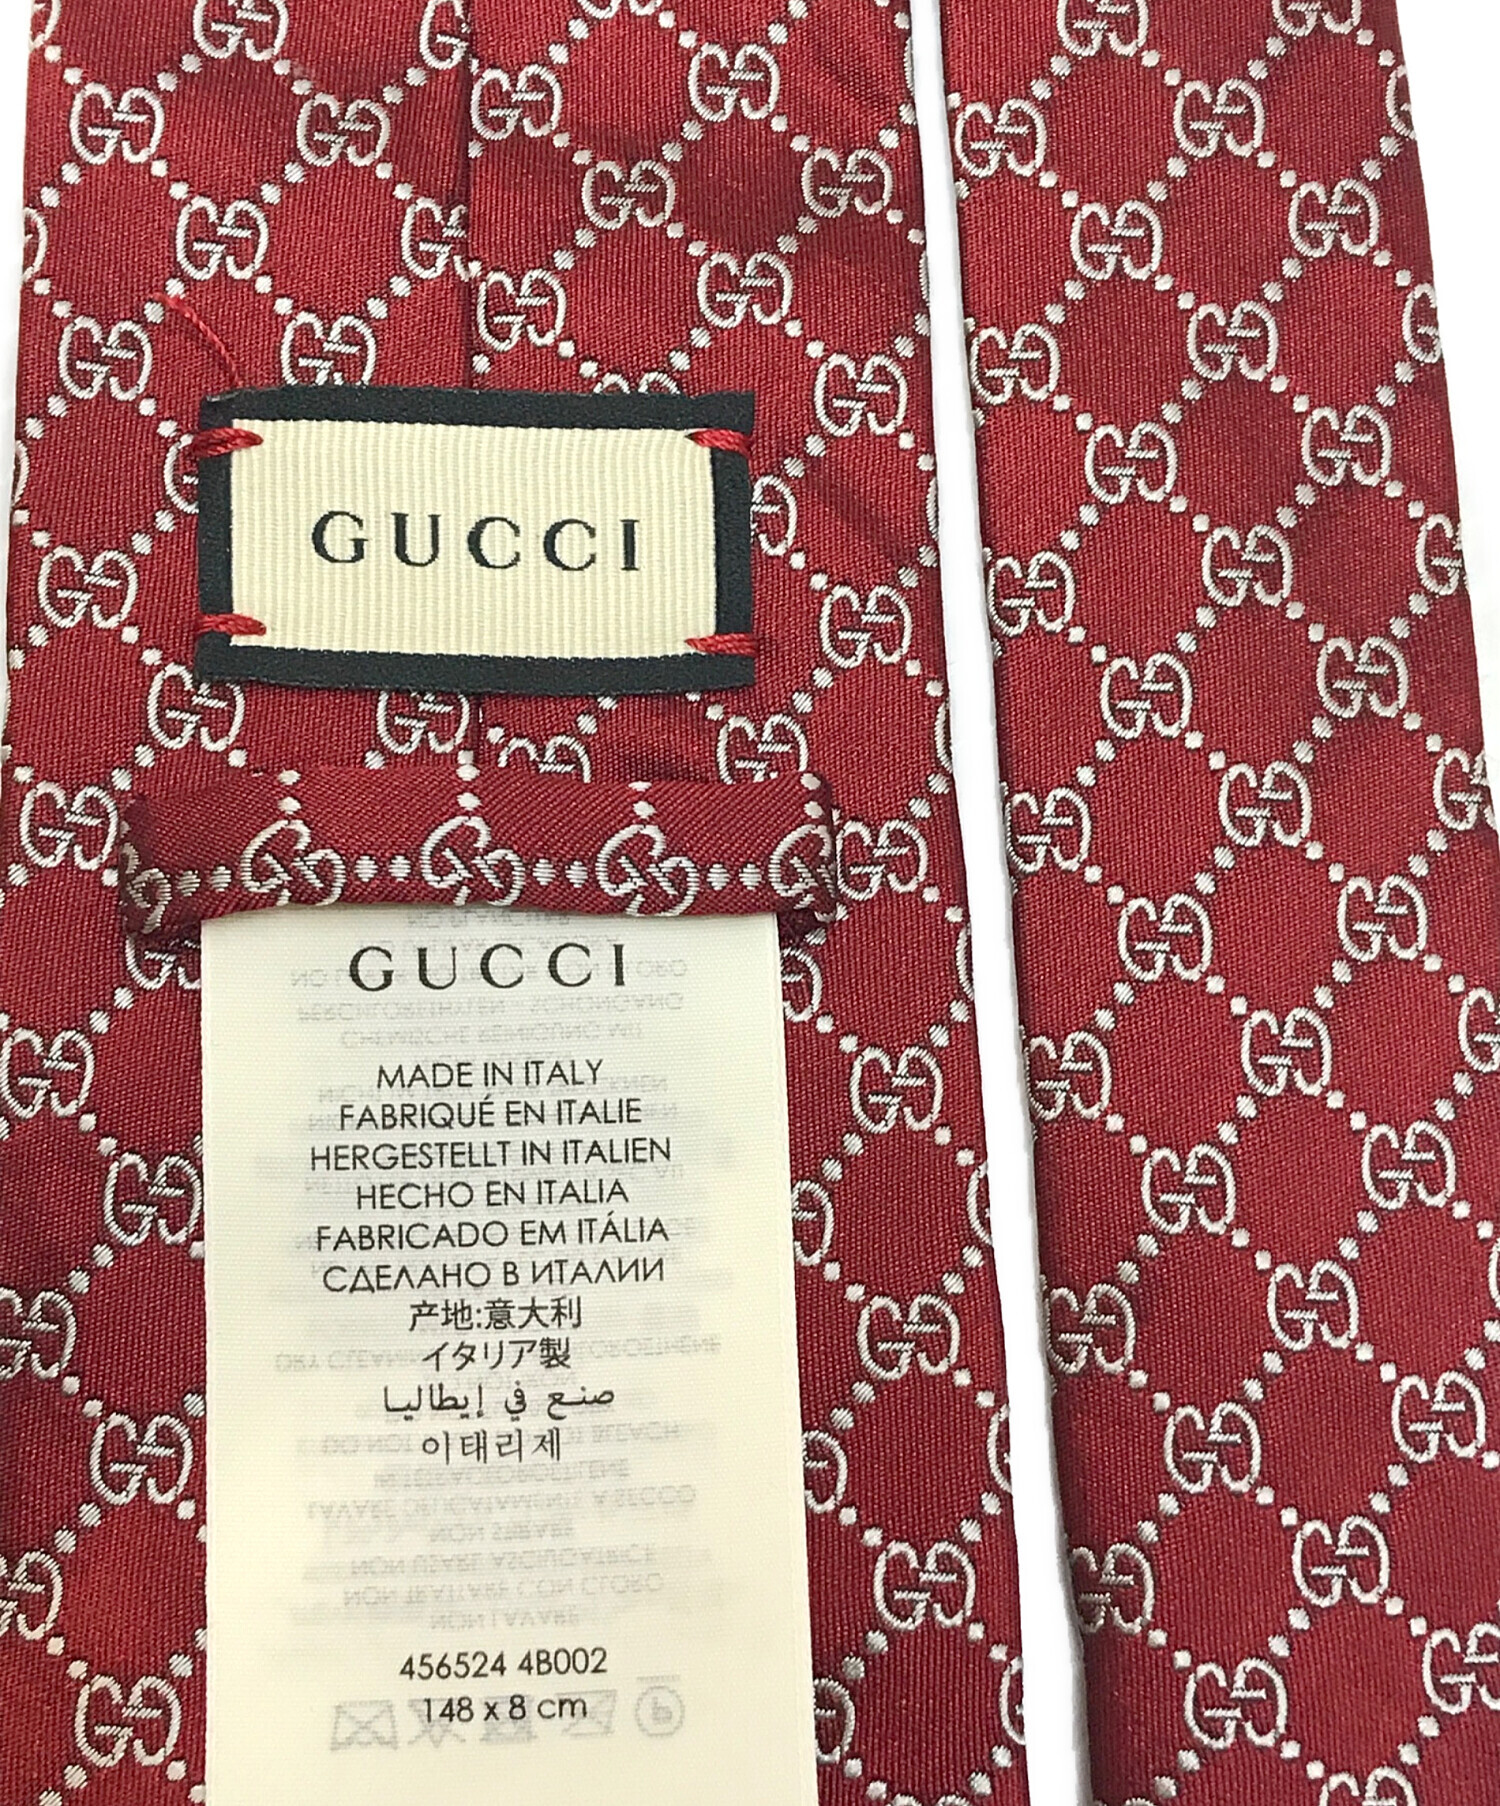 GUCCI
GUCCI
MADE IN ITALY
FABRIQUÉ EN ITALIE
HERGESTELLT IN ITALIEN
HECHO EN ITALIA
FABRICADO EM ITÁLIA
СДЕЛАНО В ИТАЛИИ
产地:意大利
イタリア製
صنع في إيطاليا
이태리제
456524 4B002
148 x 8 cm